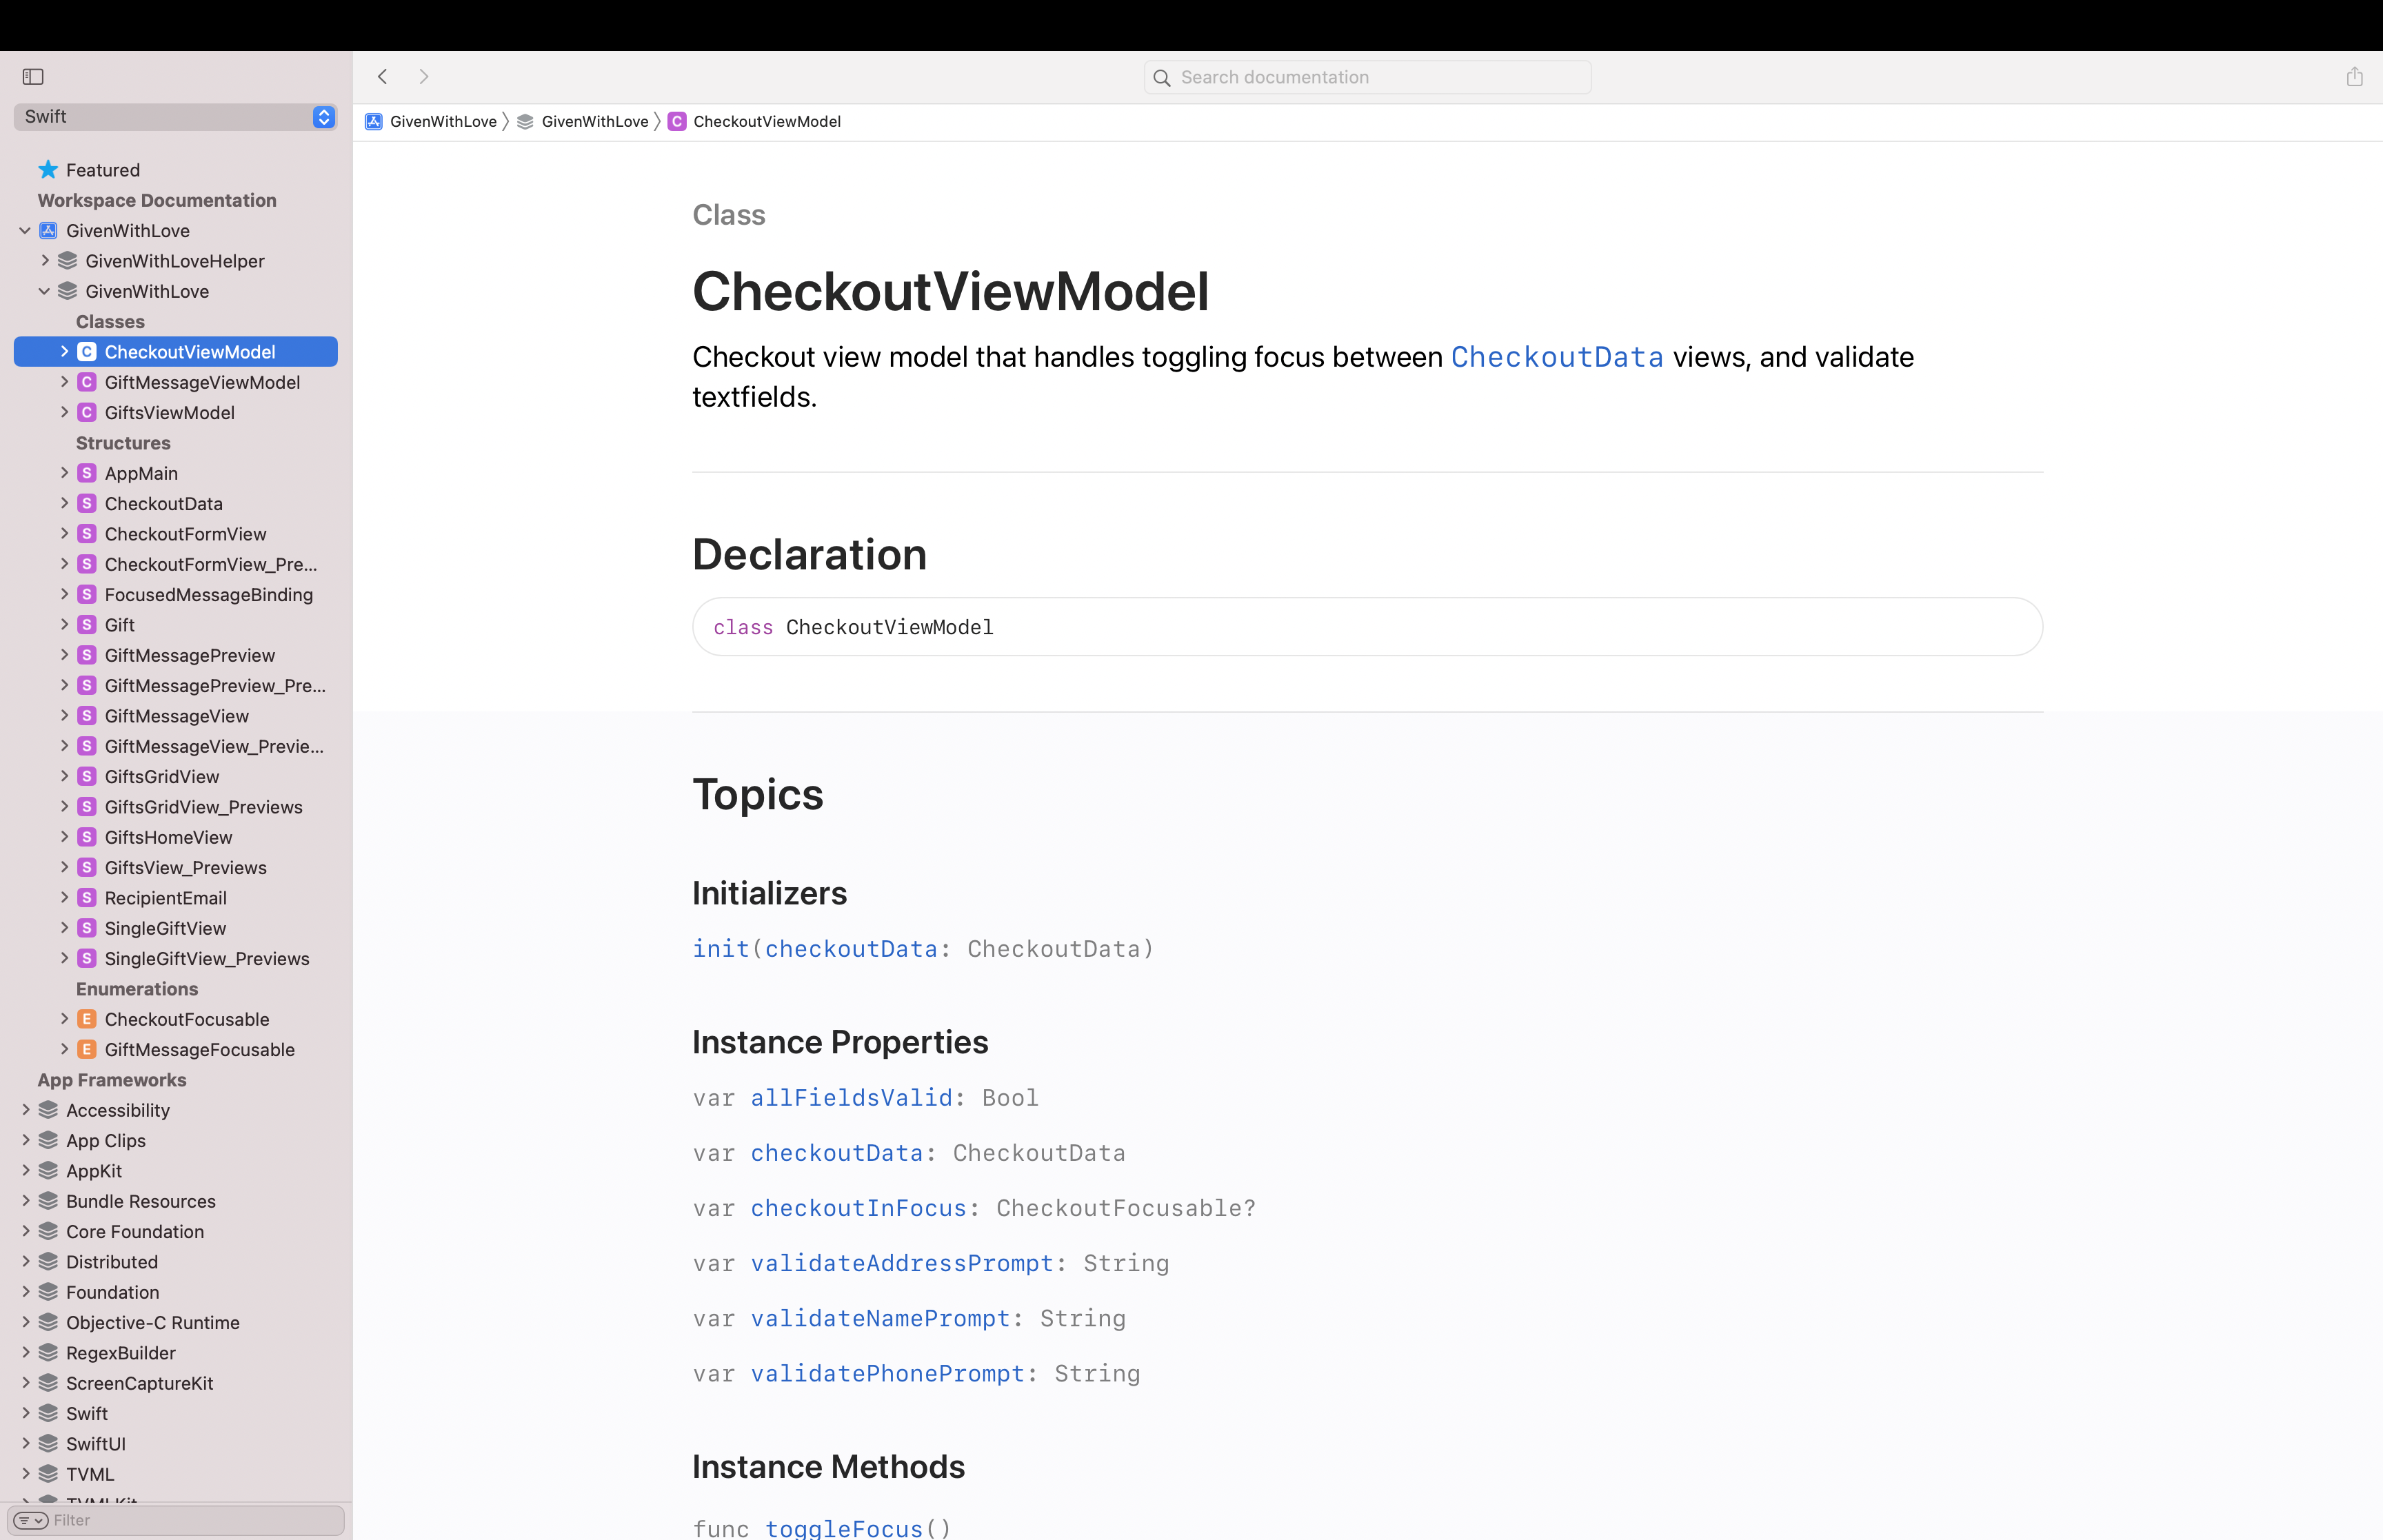 Search documentation
Swift
GivenWithLove
GivenWithLove
CheckoutViewModel
Featured
Workspace Documentation
GivenWithLove
GivenWithLoveHelper
GivenWithLove
Classes
CheckoutViewModel
GiftMessageViewModel
GiftsViewModel
Structures
AppMain
CheckoutData
CheckoutFormView
CheckoutFormView_Pre...
FocusedMessageBinding
Gift
GiftMessagePreview
GiftMessagePreview_Pre...
GiftMessageView
GiftMessageView_Previe...
GiftsGridView
GiftsGridView_Previews
GiftsHomeView
GiftsView_Previews
RecipientEmail
SingleGiftView
SingleGiftView_Previews
Enumerations
CheckoutFocusable
GiftMessageFocusable
App Frameworks
Accessibility
App Clips
AppKit
Bundle Resources
Core Foundation
Distributed
Foundation
Objective-C Runtime
RegexBuilder
ScreenCaptureKit
Swift
SwiftUI
TVML
Filter
Class
CheckoutViewModel
Checkout view model that handles toggling focus between CheckoutData views, and validate
textfields.
Declaration
class CheckoutViewModel
Topics
Initializers
init(checkoutData: CheckoutData)
Instance Properties
var allFieldsValid: Bool
var checkoutData: CheckoutData
var checkoutInFocus: CheckoutFocusable?
var validateAddressPrompt: String
var validateNamePrompt: String
var validatePhonePrompt: String
Instance Methods
func toggleFocus()